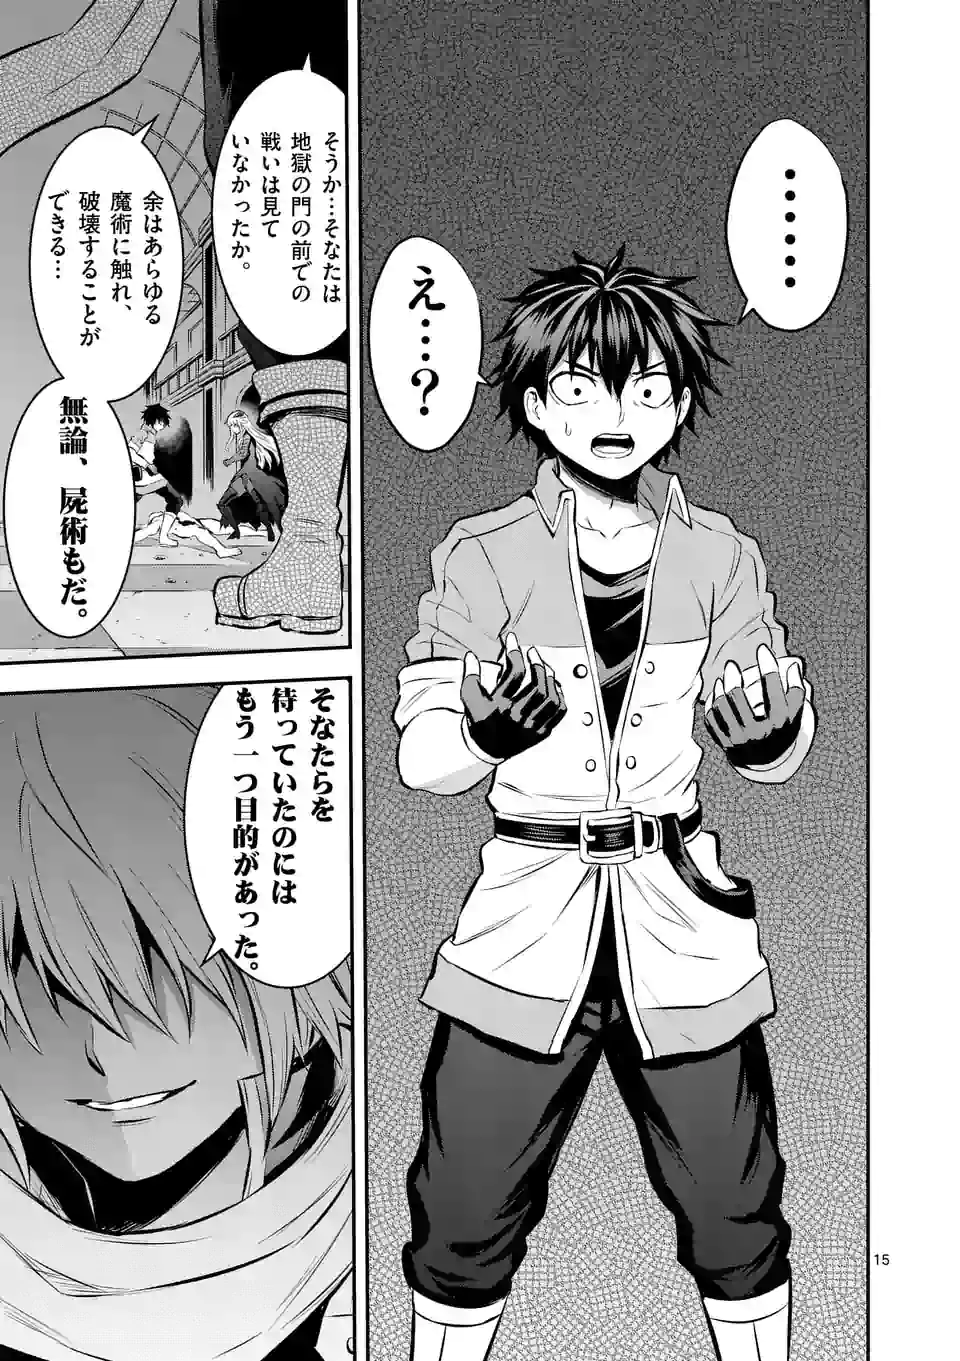 ・・・・・・
え…・・？
そうか…そなたは
地獄の門の前での
戦いは見て
いなかったか。
余はあらゆる
魔術に触れ、
破壊することが
できる…
無論、屍術もだ。
そなたらを
待っていたのには
もう一つ目的があった。
15